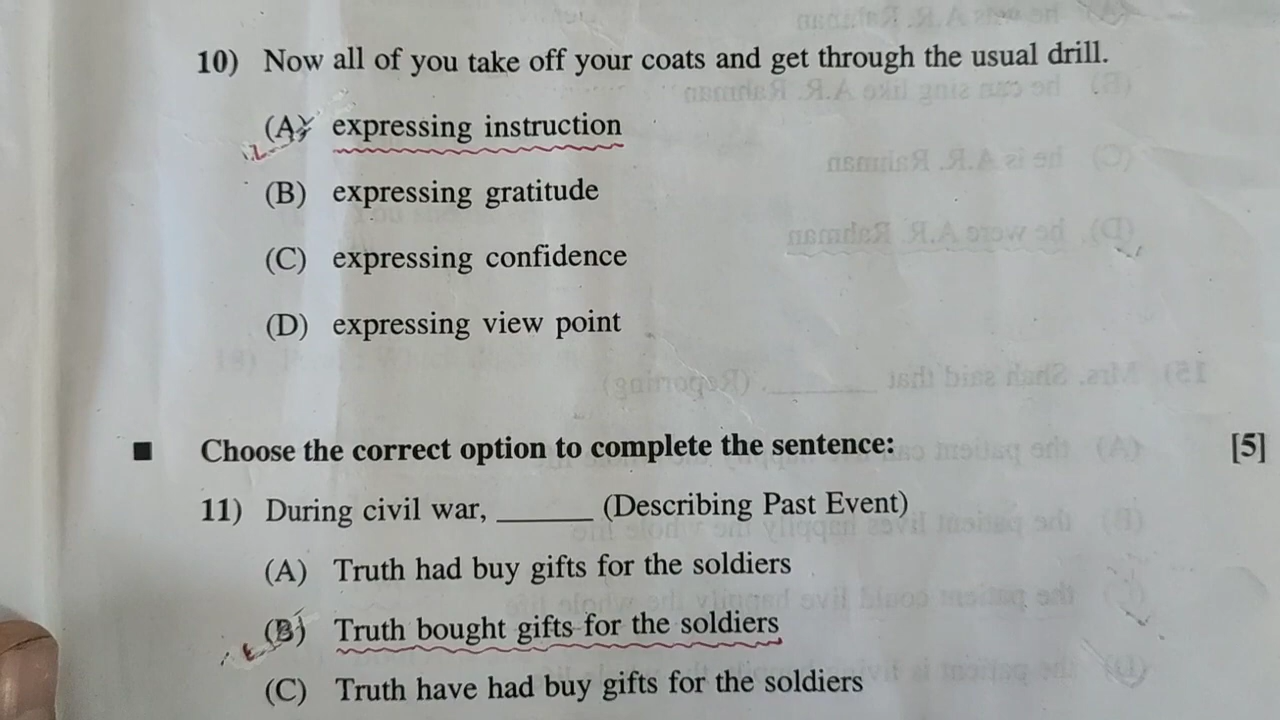 10) Now all of you take off your coats and get through the usual drill.
(A) expressing instruction
(B) expressing gratitude
(C) expressing confidence
(D) expressing view point
■ Choose the correct option to complete the sentence: [5]
11) During civil war, ______ (Describing Past Event)
(A) Truth had buy gifts for the soldiers
(B) Truth bought gifts for the soldiers
(C) Truth have had buy gifts for the soldiers